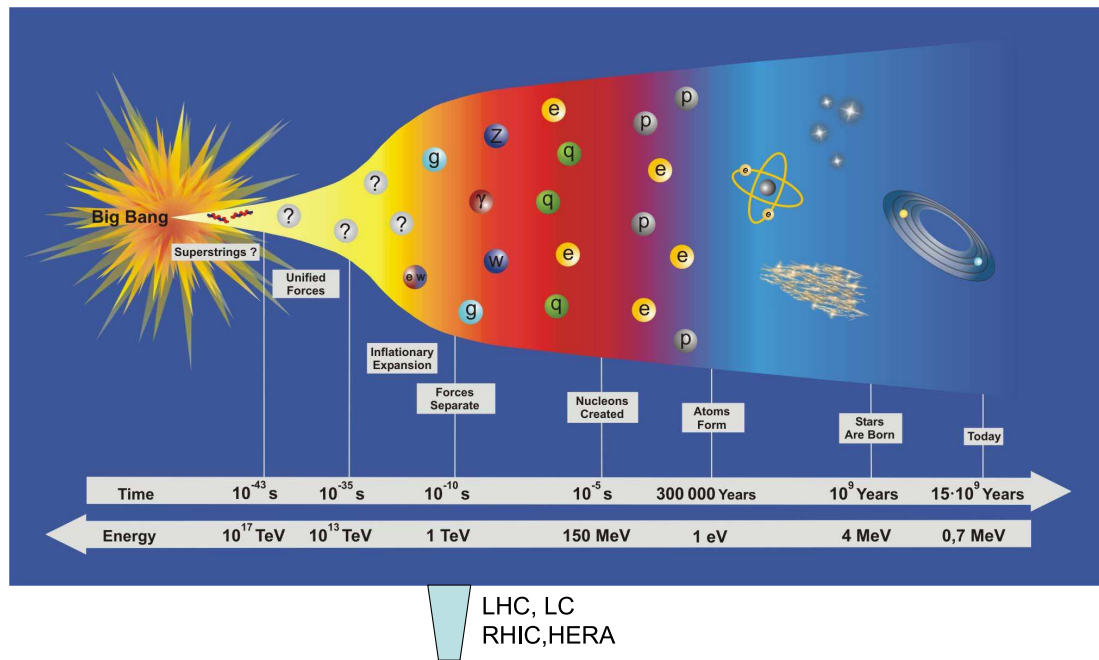 Big Bang
Superstrings ?
Unified
Forces
Inflationary
Expansion
Forces
Separate
Nucleons
Created
Atoms
Form
Stars
Are Born
Today
?
?
?
?
e w
g
g
Z
γ
w
e
q
q
e
q
p
p
e
p
e
e
p
e
e
Time 10⁻⁴³ s 10⁻³⁵ s 10⁻¹⁰ s 10⁻⁵ s 300 000 Years 10⁹ Years 15·10⁹ Years
Energy 10¹⁷ TeV 10¹³ TeV 1 TeV 150 MeV 1 eV 4 MeV 0,7 MeV
LHC, LC
RHIC,HERA